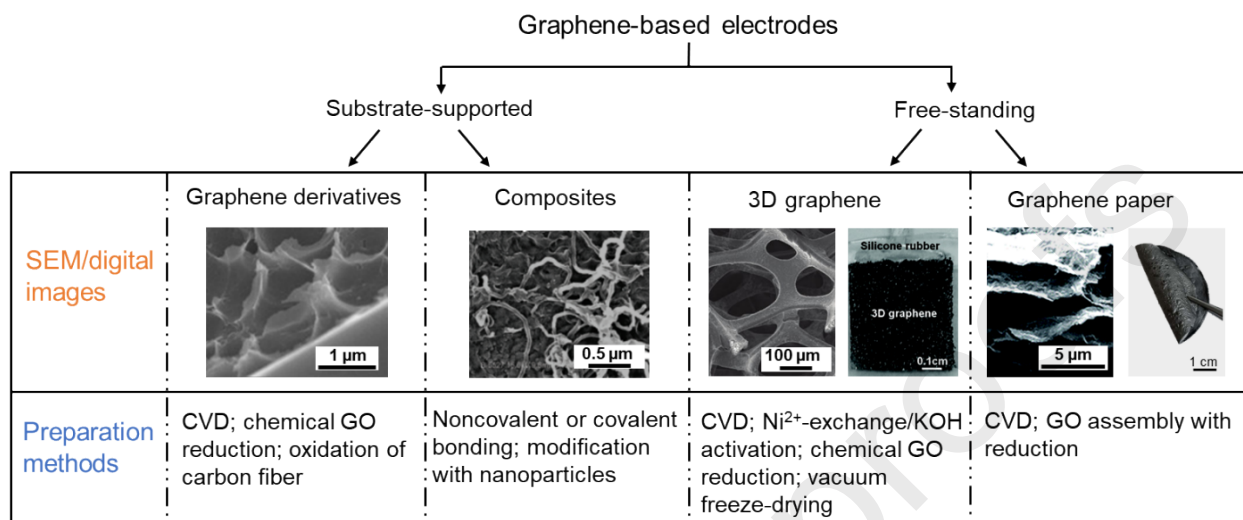 Graphene-based electrodes
Substrate-supported
Free-standing
Graphene derivatives
Composites
3D graphene
Graphene paper
SEM/digital
images
1 µm
0.5 µm
100 µm
Silicone rubber
3D graphene
0.1cm
5 µm
1 cm
Preparation
methods
CVD; chemical GO
reduction; oxidation of
carbon fiber
Noncovalent or covalent
bonding; modification
with nanoparticles
CVD; Ni²⁺-exchange/KOH
activation; chemical GO
reduction; vacuum
freeze-drying
CVD; GO assembly with
reduction
proofs